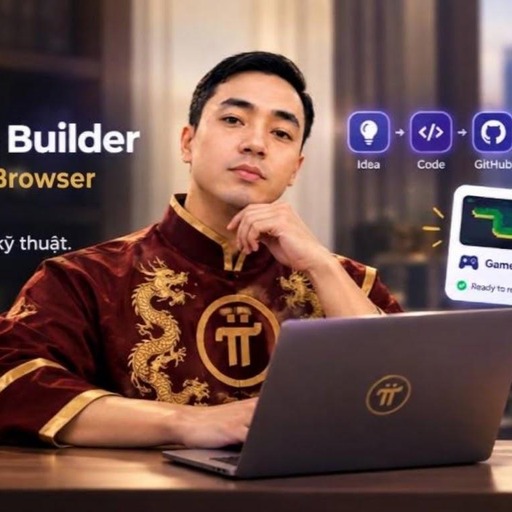 Builder
Browser
kỹ thuật.
Idea
Code
GitHub
Game
Ready to